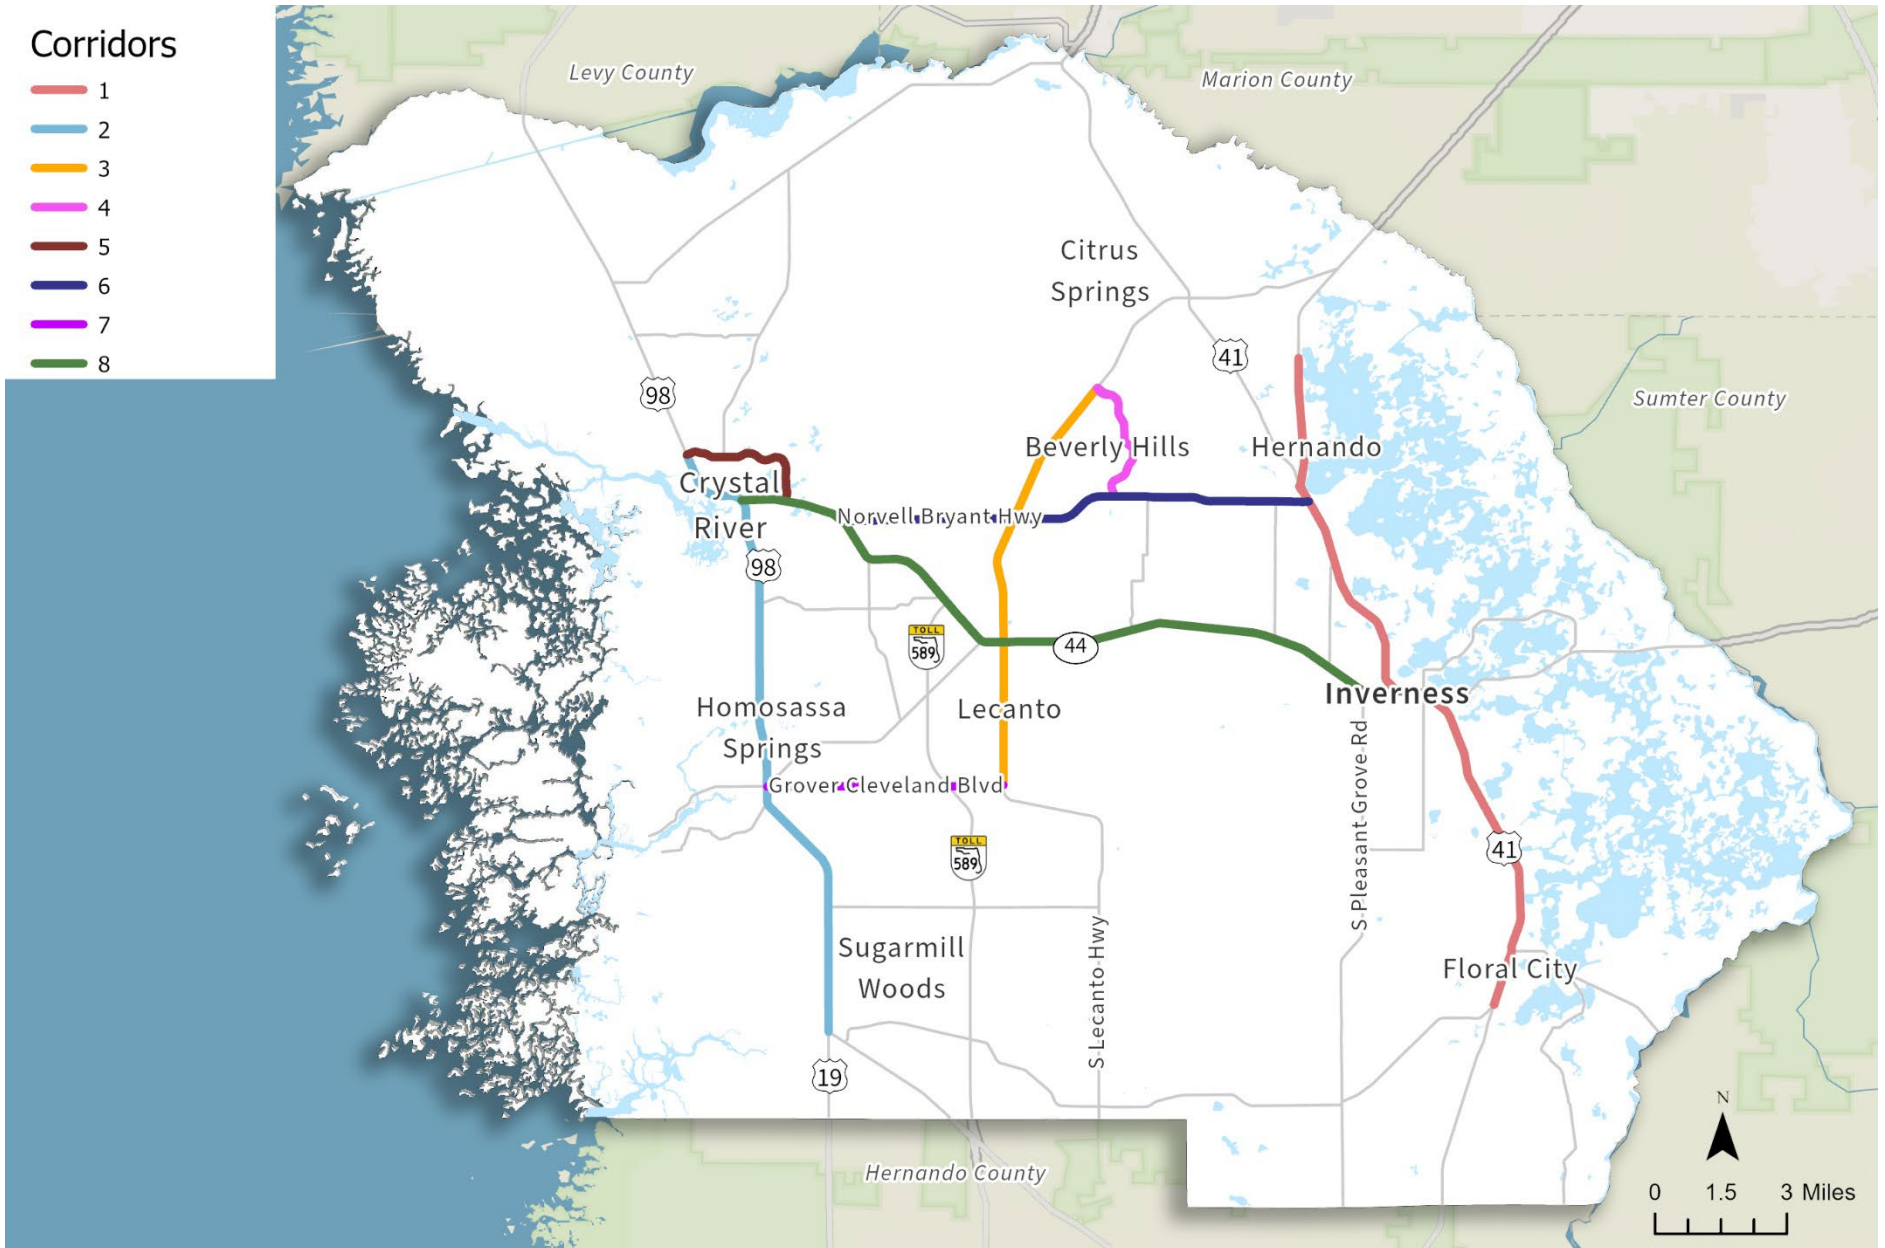 Corridors
1
2
3
4
5
6
7
8
Levy County
Marion County
Citrus
Springs
41
98
Sumter County
Beverly Hills
Hernando
Crystal
River
Norvell Bryant Hwy
98
TOLL
589
44
Homosassa
Springs
Lecanto
Inverness
Grover Cleveland Blvd
S Pleasant Grove Rd
TOLL
589
41
Sugarmill
Woods
S Lecanto Hwy
Floral City
19
Hernando County
N
0 1.5 3 Miles